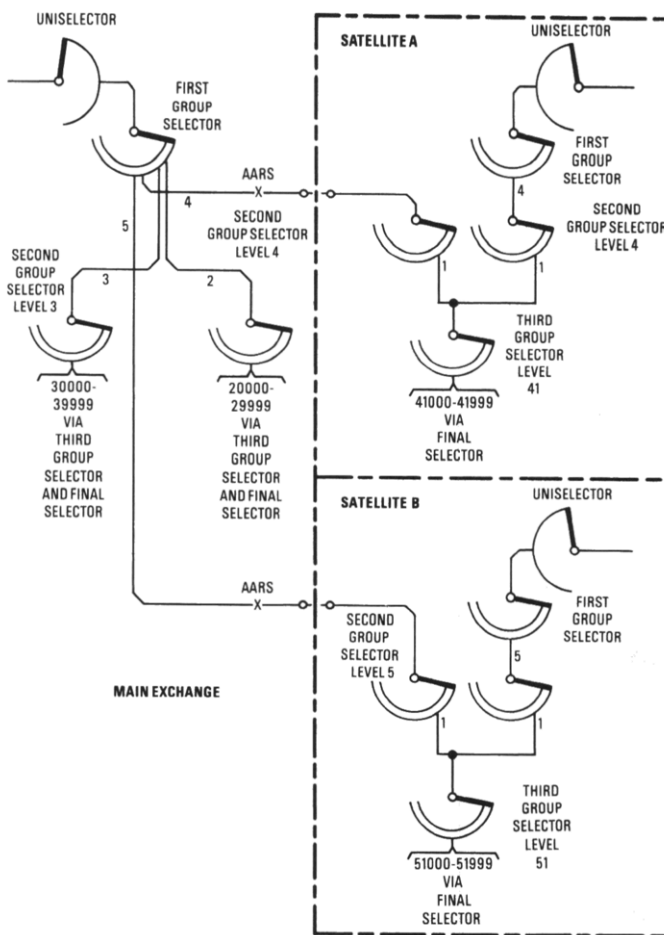 UNISELECTOR
FIRST
GROUP
SELECTOR
AARS
X
4
5
SECOND
GROUP SELECTOR
LEVEL 4
SECOND
GROUP
SELECTOR
LEVEL 3
3
2
30000-
39999
VIA
THIRD
GROUP
SELECTOR
AND FINAL
SELECTOR
20000-
29999
VIA
THIRD
GROUP
SELECTOR
AND FINAL
SELECTOR
AARS
X
MAIN EXCHANGE
SATELLITE A
UNISELECTOR
FIRST
GROUP
SELECTOR
4
SECOND
GROUP SELECTOR
LEVEL 4
1
1
THIRD
GROUP
SELECTOR
LEVEL
41
41000-41999
VIA
FINAL
SELECTOR
SATELLITE B
UNISELECTOR
FIRST
GROUP
SELECTOR
5
SECOND
GROUP
SELECTOR
LEVEL 5
1
1
THIRD
GROUP
SELECTOR
LEVEL
51
51000-51999
VIA
FINAL
SELECTOR